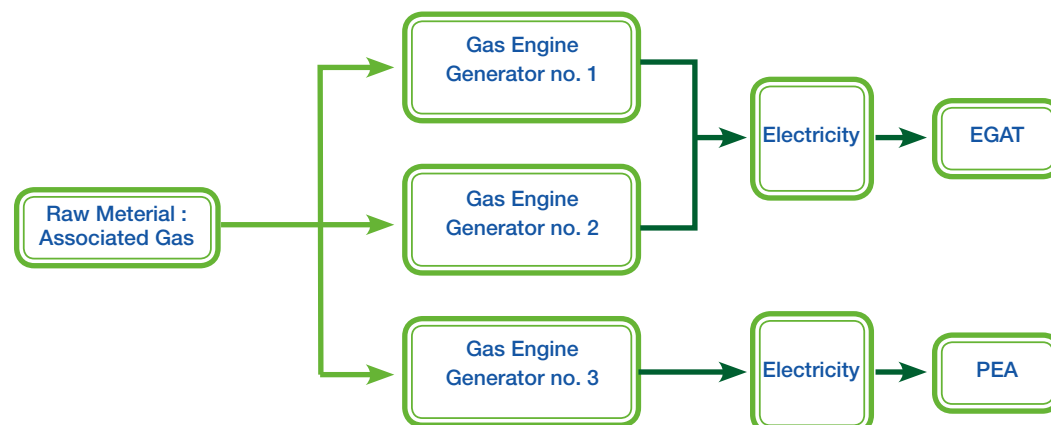 Gas Engine
Generator no. 1
Electricity
EGAT
Raw Meterial :
Associated Gas
Gas Engine
Generator no. 2
Gas Engine
Generator no. 3
Electricity
PEA